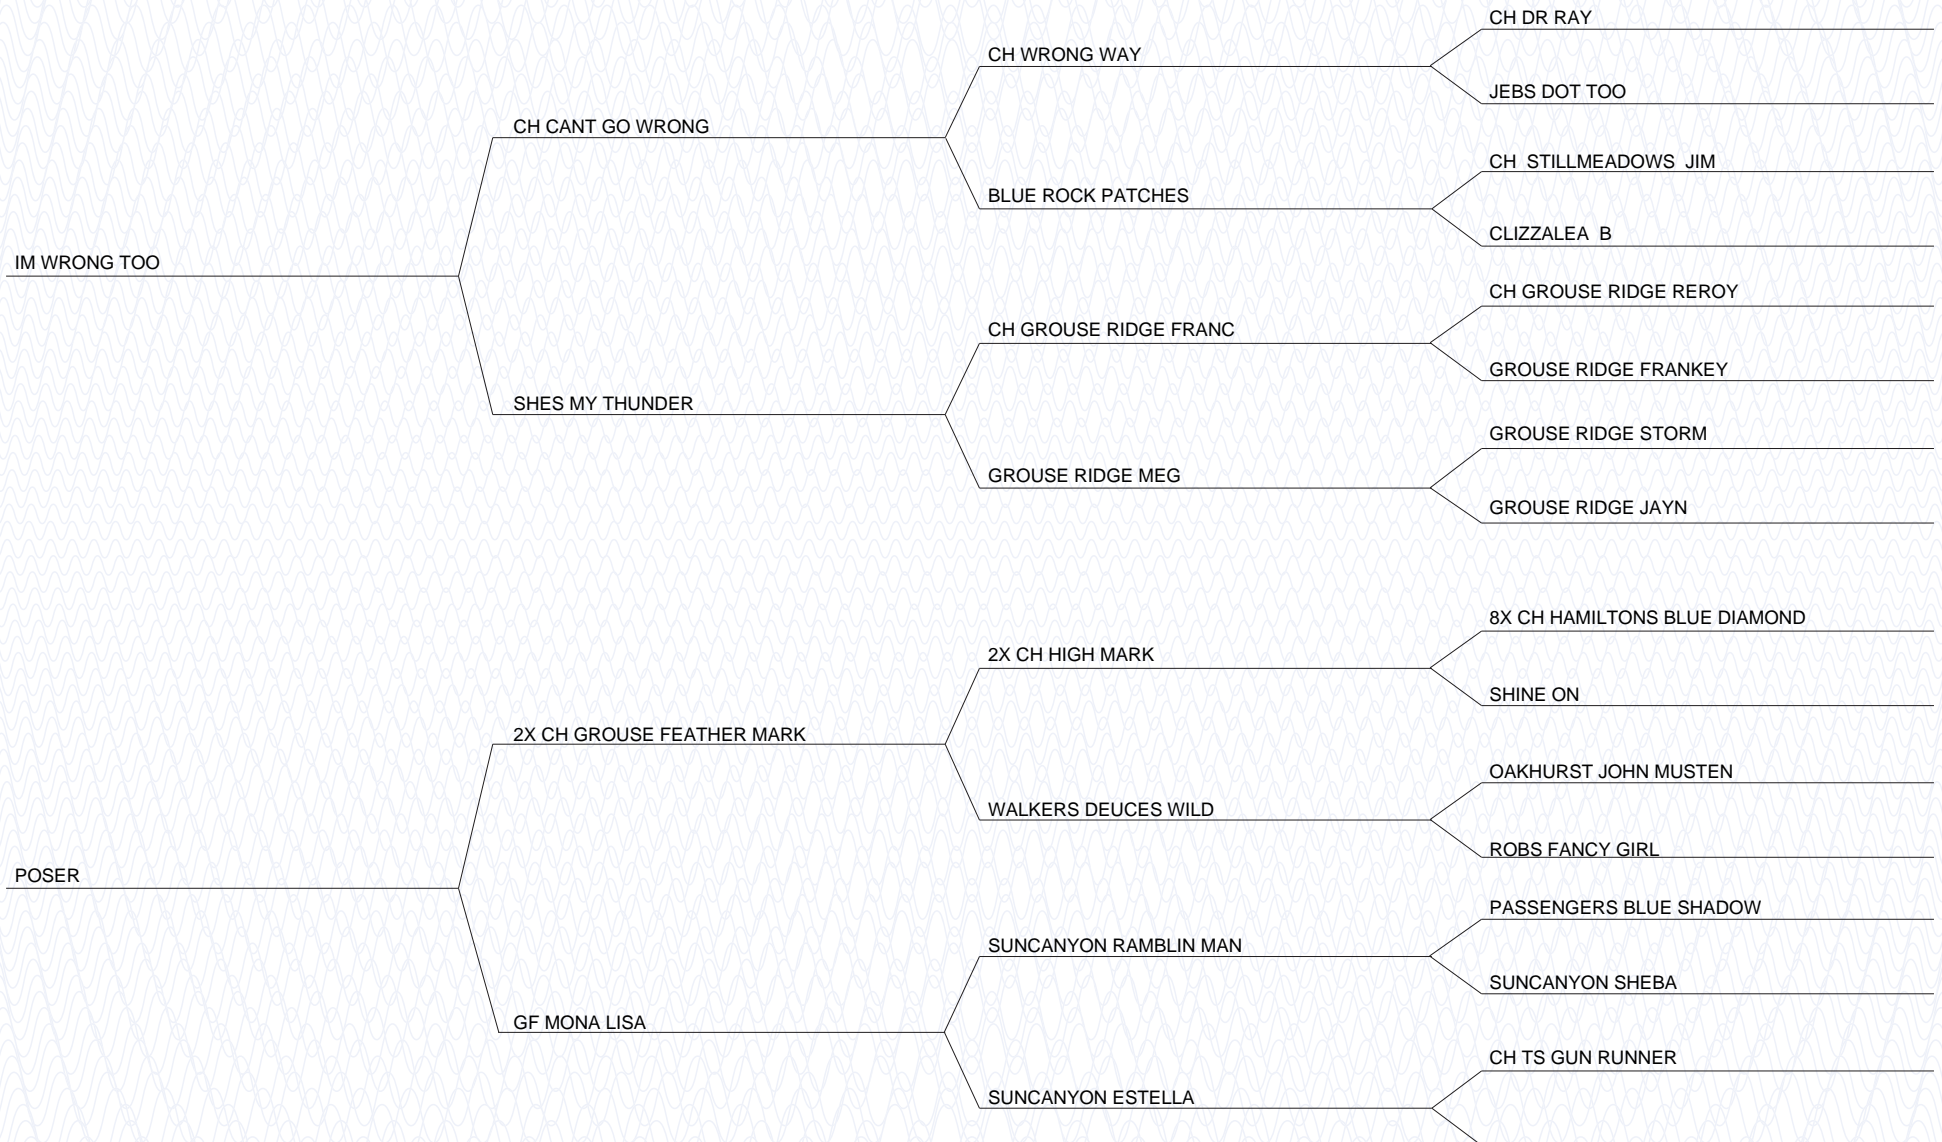 CH DR RAY
CH WRONG WAY
JEBS DOT TOO
CH CANT GO WRONG
CH  STILLMEADOWS  JIM
BLUE ROCK PATCHES
CLIZZALEA  B
IM WRONG TOO
CH GROUSE RIDGE REROY
CH GROUSE RIDGE FRANC
GROUSE RIDGE FRANKEY
SHES MY THUNDER
GROUSE RIDGE STORM
GROUSE RIDGE MEG
GROUSE RIDGE JAYN
8X CH HAMILTONS BLUE DIAMOND
2X CH HIGH MARK
SHINE ON
2X CH GROUSE FEATHER MARK
OAKHURST JOHN MUSTEN
WALKERS DEUCES WILD
ROBS FANCY GIRL
POSER
PASSENGERS BLUE SHADOW
SUNCANYON RAMBLIN MAN
SUNCANYON SHEBA
GF MONA LISA
CH TS GUN RUNNER
SUNCANYON ESTELLA